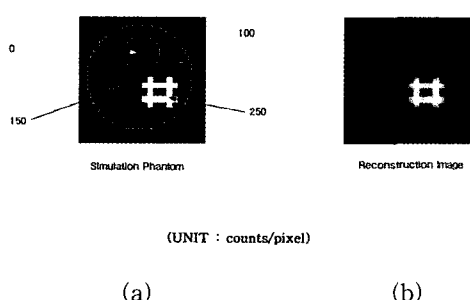 0
100
150
250
Simulation Phantom
Reconstruction Image
(UNIT : counts/pixel)
(a)
(b)